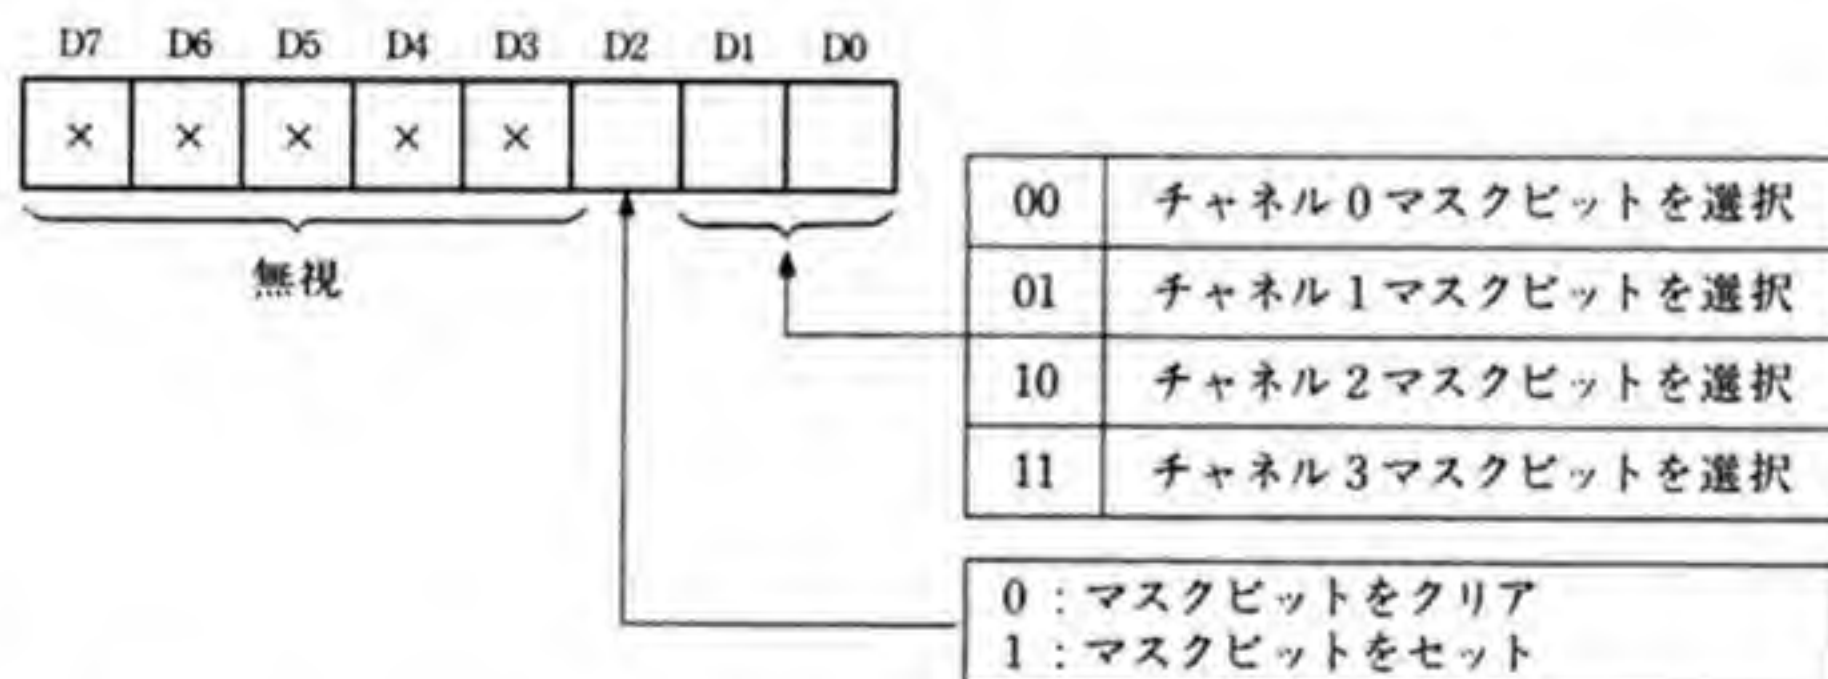 D7 D6 D5 D4 D3 D2 D1 D0
× × × × ×
無視
00 チャネル0マスクビットを選択
01 チャネル1マスクビットを選択
10 チャネル2マスクビットを選択
11 チャネル3マスクビットを選択
0:マスクビットをクリア
1:マスクビットをセット